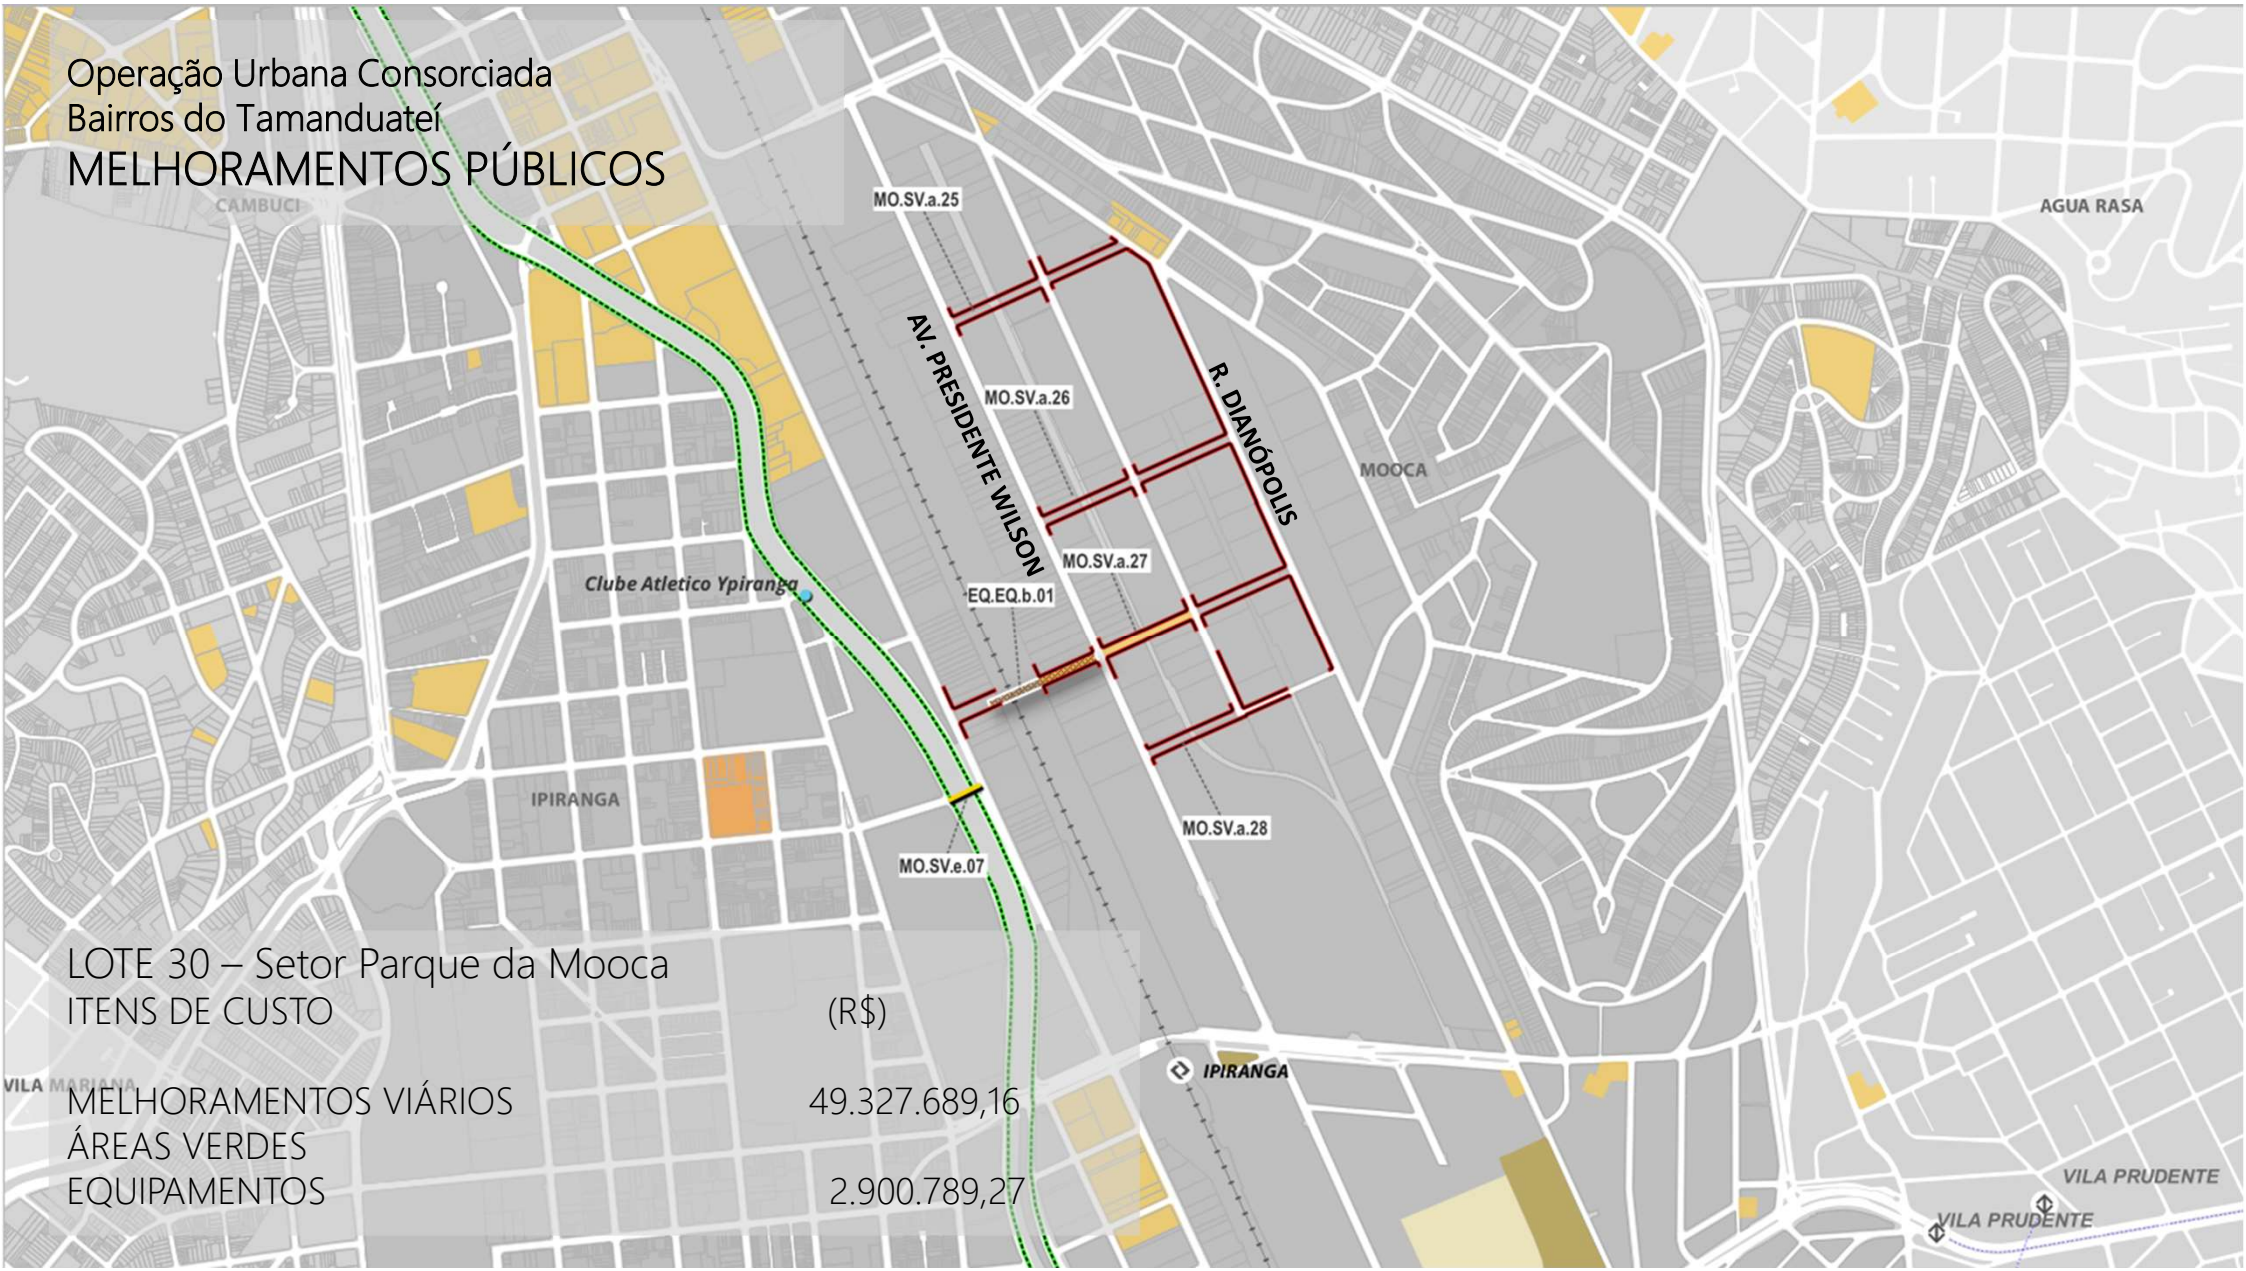 Operação Urbana Consorciada
Bairros do Tamanduateí
MELHORAMENTOS PÚBLICOS
CAMBUCI
MO.SV.a.25
AGUA RASA
AV. PRESIDENTE WILSON
R. DIANÓPOLIS
MO.SV.a.26
MOOCA
MO.SV.a.27
Clube Atletico Ypiranga
EQ.EQ.b.01
IPIRANGA
MO.SV.a.28
MO.SV.e.07
LOTE 30 – Setor Parque da Mooca
ITENS DE CUSTO (R$)
IPIRANGA
VILA MARIANA
MELHORAMENTOS VIÁRIOS 49.327.689,16
ÁREAS VERDES
EQUIPAMENTOS 2.900.789,27
VILA PRUDENTE
VILA PRUDENTE